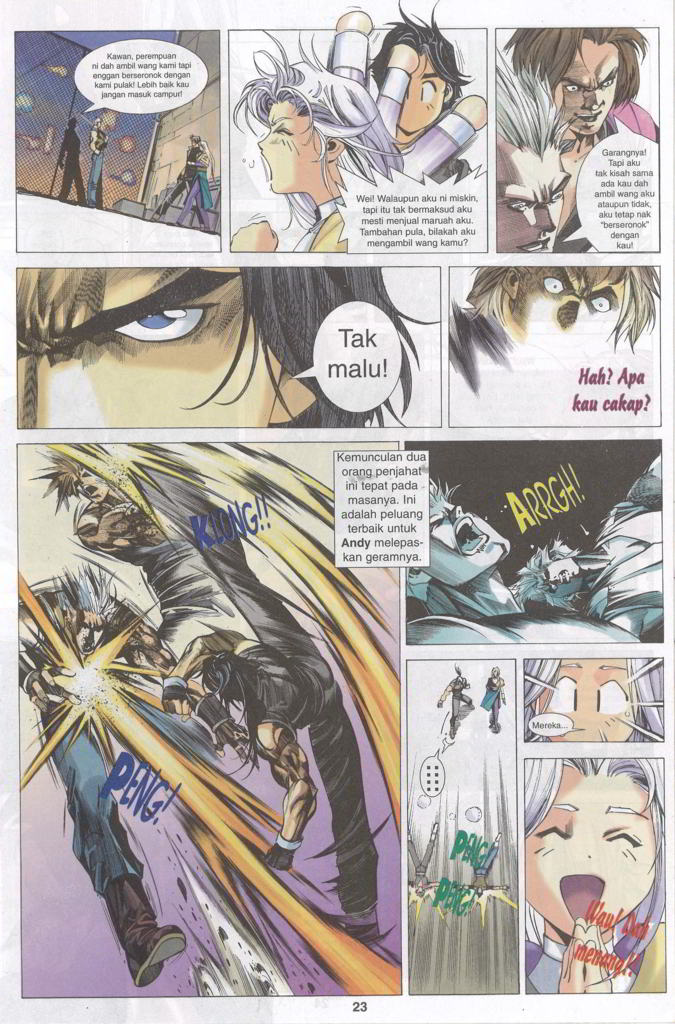 Kawan, perempuan
ni dah ambil wang kami tapi
enggan berseronok dengan
kami pulak! Lebih baik kau
jangan masuk campur!
Wei! Walaupun aku ni miskin,
tapi itu tak bermaksud aku
mesti menjual maruah aku.
Tambahan pula, bilakah aku
mengambil wang kamu?
Garangnya!
Tapi aku
tak kisah sama
ada kau dah
ambil wang aku
ataupun tidak,
aku tetap nak
“berseronok”
dengan
kau!
Tak
malu!
Hah? Apa
kau cakap?
KLONG!!
PENG!
Kemunculan dua
orang penjahat
ini tepat pada
masanya. Ini
adalah peluang
terbaik untuk
Andy melepas-
kan geramnya.
ARRGH!
PENG!
PENG!
Mereka...
Wau! Dah
menang!!
23